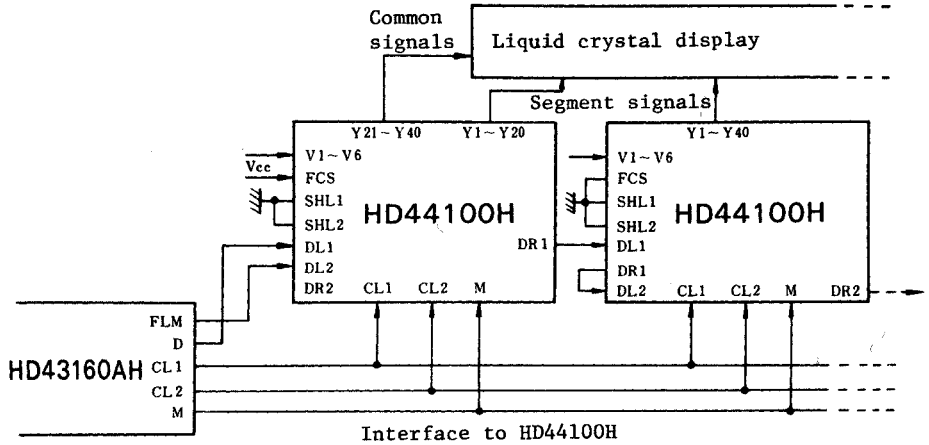 Common
signals
Liquid crystal display
Segment signals
Y21~Y40
Y1~Y20
Y1~Y40
V1~V6
Vcc
FCS
SHL1
SHL2
DL1
DL2
DR2
HD44100H
DR1
CL1
CL2
M
V1~V6
FCS
SHL1
SHL2
DL1
DR1
DL2
HD44100H
CL1
CL2
M
DR2
HD43160AH
FLM
D
CL1
CL2
M
Interface to HD44100H